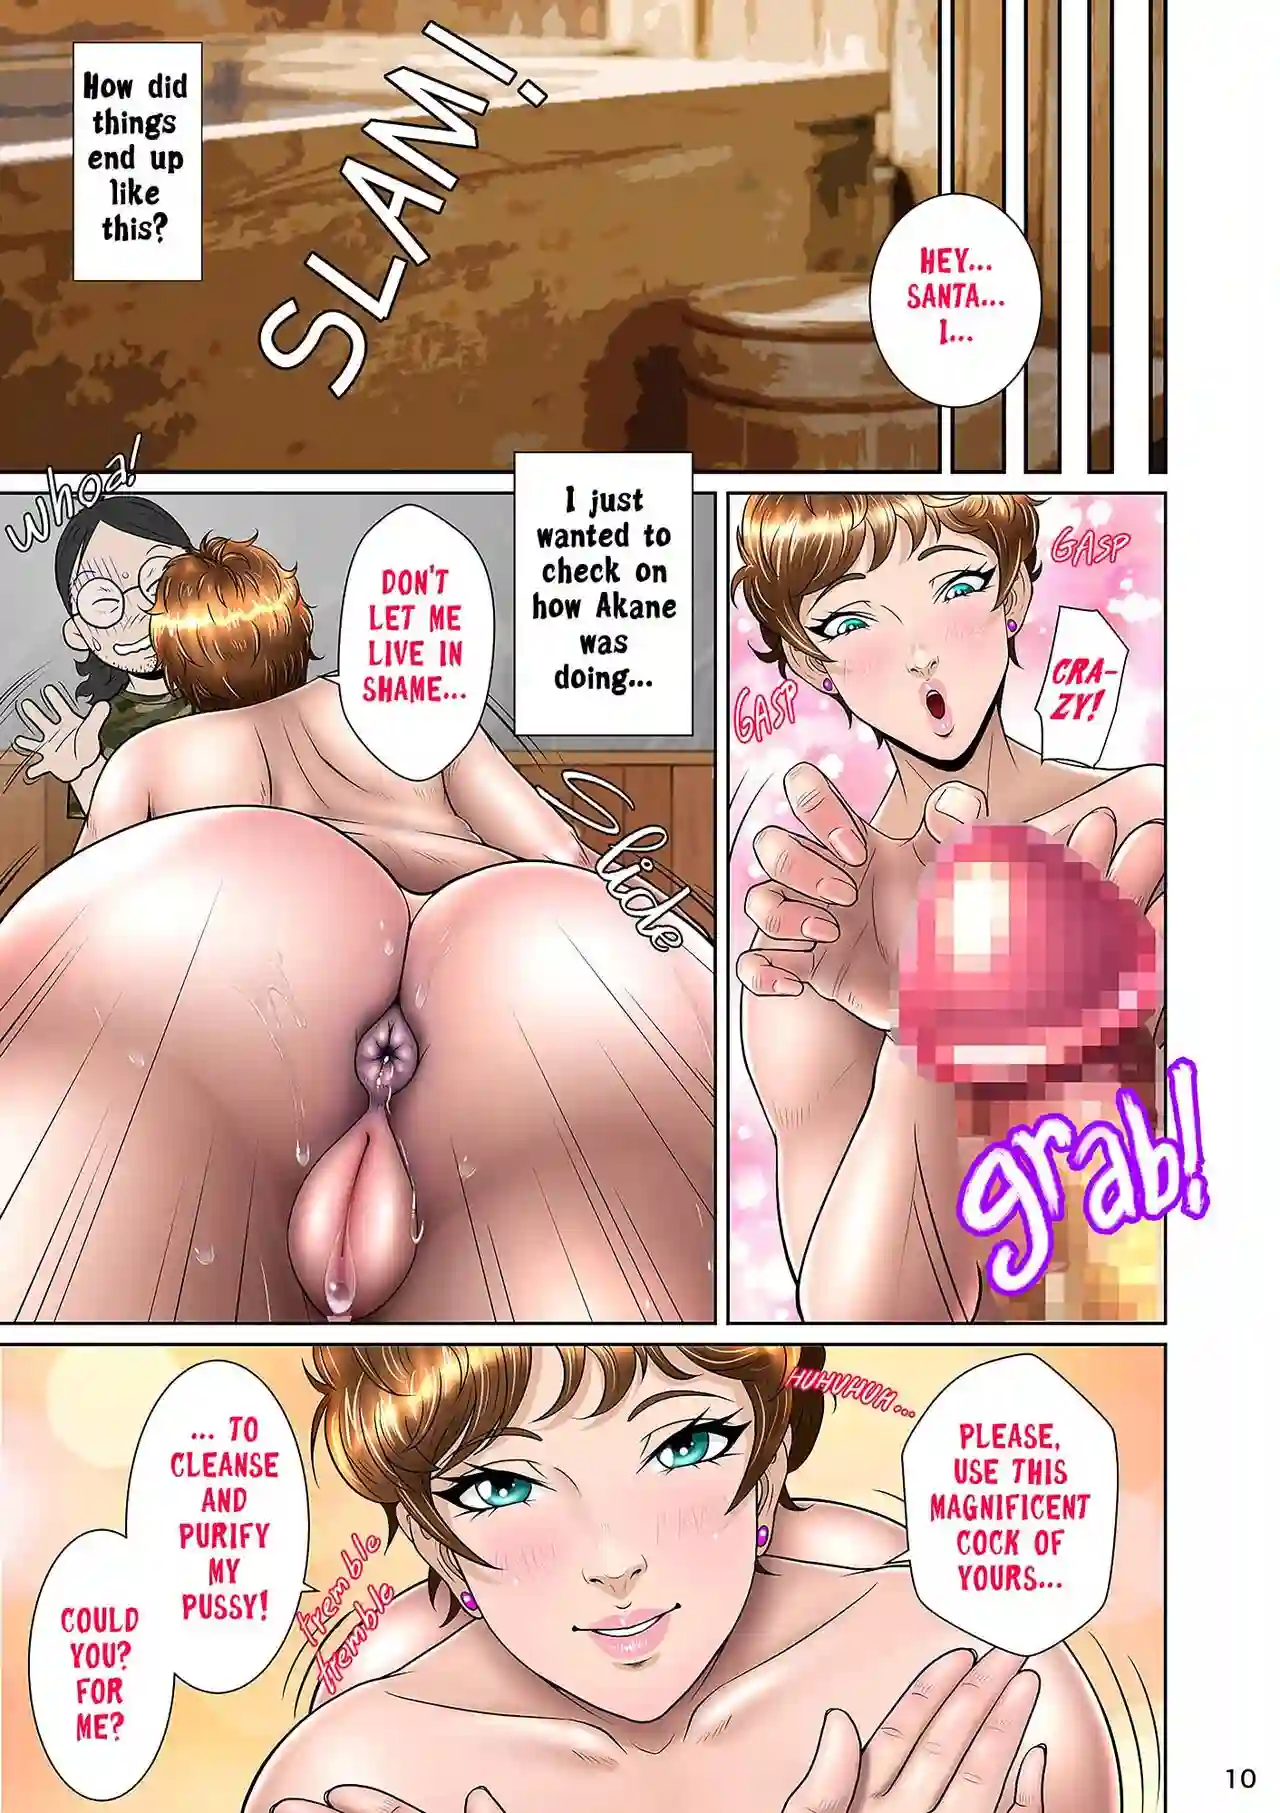 HEY...
SANTA...
I...
SLAM!
How did
things
end up
like
this?
GASP
GASP
CRA-
ZY!
grab!
I just
wanted to
check on
how Akane
was
doing...
DON'T
LET ME
LIVE IN
SHAME...
whoa!
Slide
PLEASE,
USE THIS
MAGNIFICENT
COCK OF
YOURS...
HUHUHUH...
... TO
CLEANSE
AND
PURIFY
MY
PUSSY!
tremble
tremble
COULD
YOU?
FOR
ME?
10